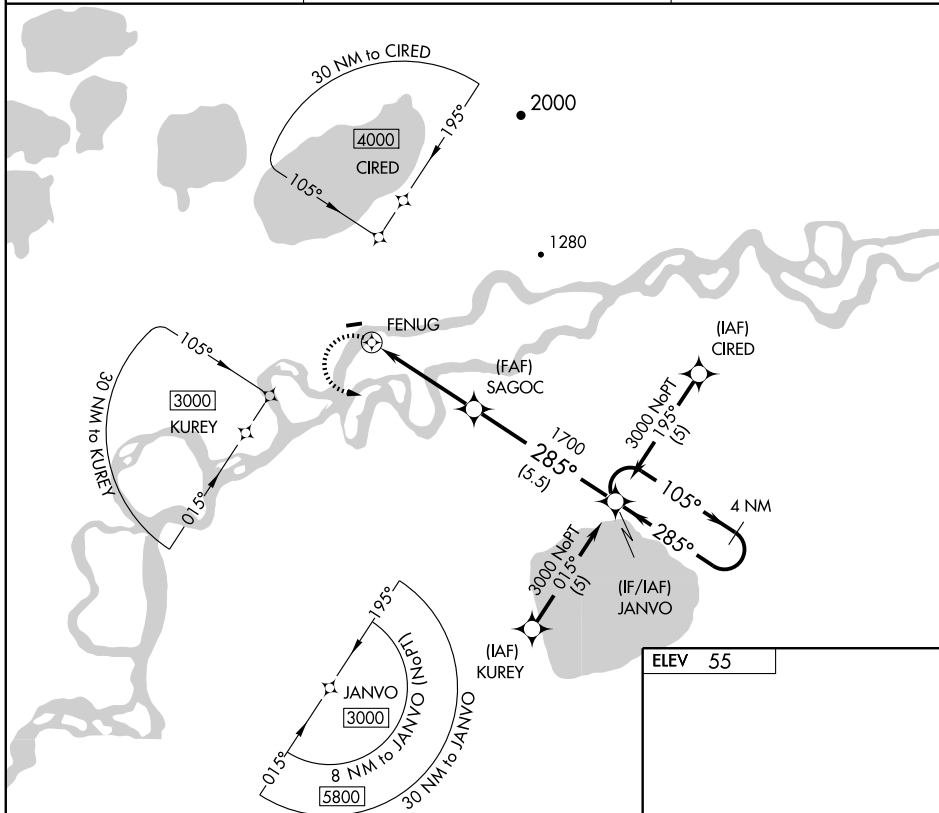 30 NM to CIRED
4000
CIRED
105°
195°
2000
1280
FENUG
(FAF)
SAGOC
(IAF)
CIRED
105°
3000
KUREY
015°
30 NM to KUREY
3000 NoPT
195°
(5)
1700
285°
(5.5)
105°
4 NM
285°
3000 NoPT
015°
(5)
(IF/IAF)
JANVO
(IAF)
KUREY
195°
JANVO
3000
015°
8 NM to JANVO (NoPT)
5800
30 NM to JANVO
ELEV 55